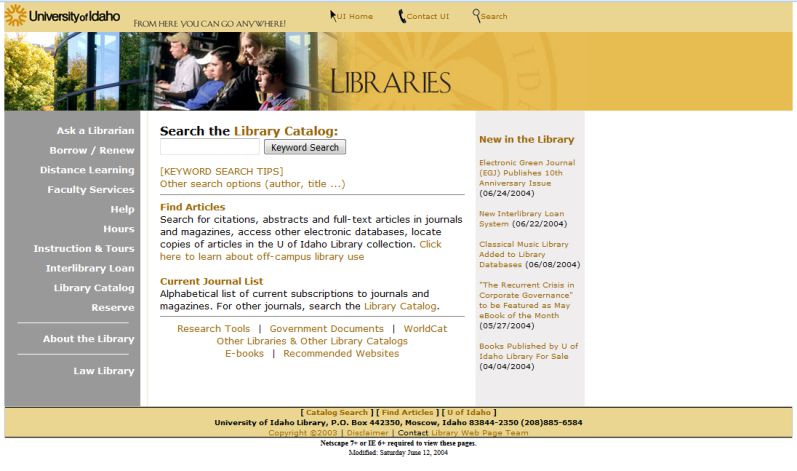 University of Idaho
FROM HERE YOU CAN GO ANYWHERE!
UI Home
Contact UI
Search
LIBRARIES
Ask a Librarian
Borrow / Renew
Distance Learning
Faculty Services
Help
Hours
Instruction & Tours
Interlibrary Loan
Library Catalog
Reserve
About the Library
Law Library
Search the Library Catalog:
Keyword Search
[KEYWORD SEARCH TIPS]
Other search options (author, title ...)
Find Articles
Search for citations, abstracts and full-text articles in journals
and magazines, access other electronic databases, locate
copies of articles in the U of Idaho Library collection. Click
here to learn about off-campus library use
Current Journal List
Alphabetical list of current subscriptions to journals and
magazines. For other journals, search the Library Catalog.
Research Tools | Government Documents | WorldCat
Other Libraries & Other Library Catalogs
E-books | Recommended Websites
New in the Library
Electronic Green Journal
(EGJ) Publishes 10th
Anniversary Issue
(06/24/2004)
New Interlibrary Loan
System (06/22/2004)
Classical Music Library
Added to Library
Databases (06/08/2004)
"The Recurrent Crisis in
Corporate Governance"
to be Featured as May
eBook of the Month
(05/27/2004)
Books Published by U of
Idaho Library For Sale
(04/04/2004)
[ Catalog Search ] [ Find Articles ] [ U of Idaho ]
University of Idaho Library, P.O. Box 442350, Moscow, Idaho 83844-2350 (208)885-6584
Copyright ©2003 | Disclaimer | Contact Library Web Page Team
Netscape 7+ or IE 6+ required to view these pages.
Modified: Saturday June 12, 2004